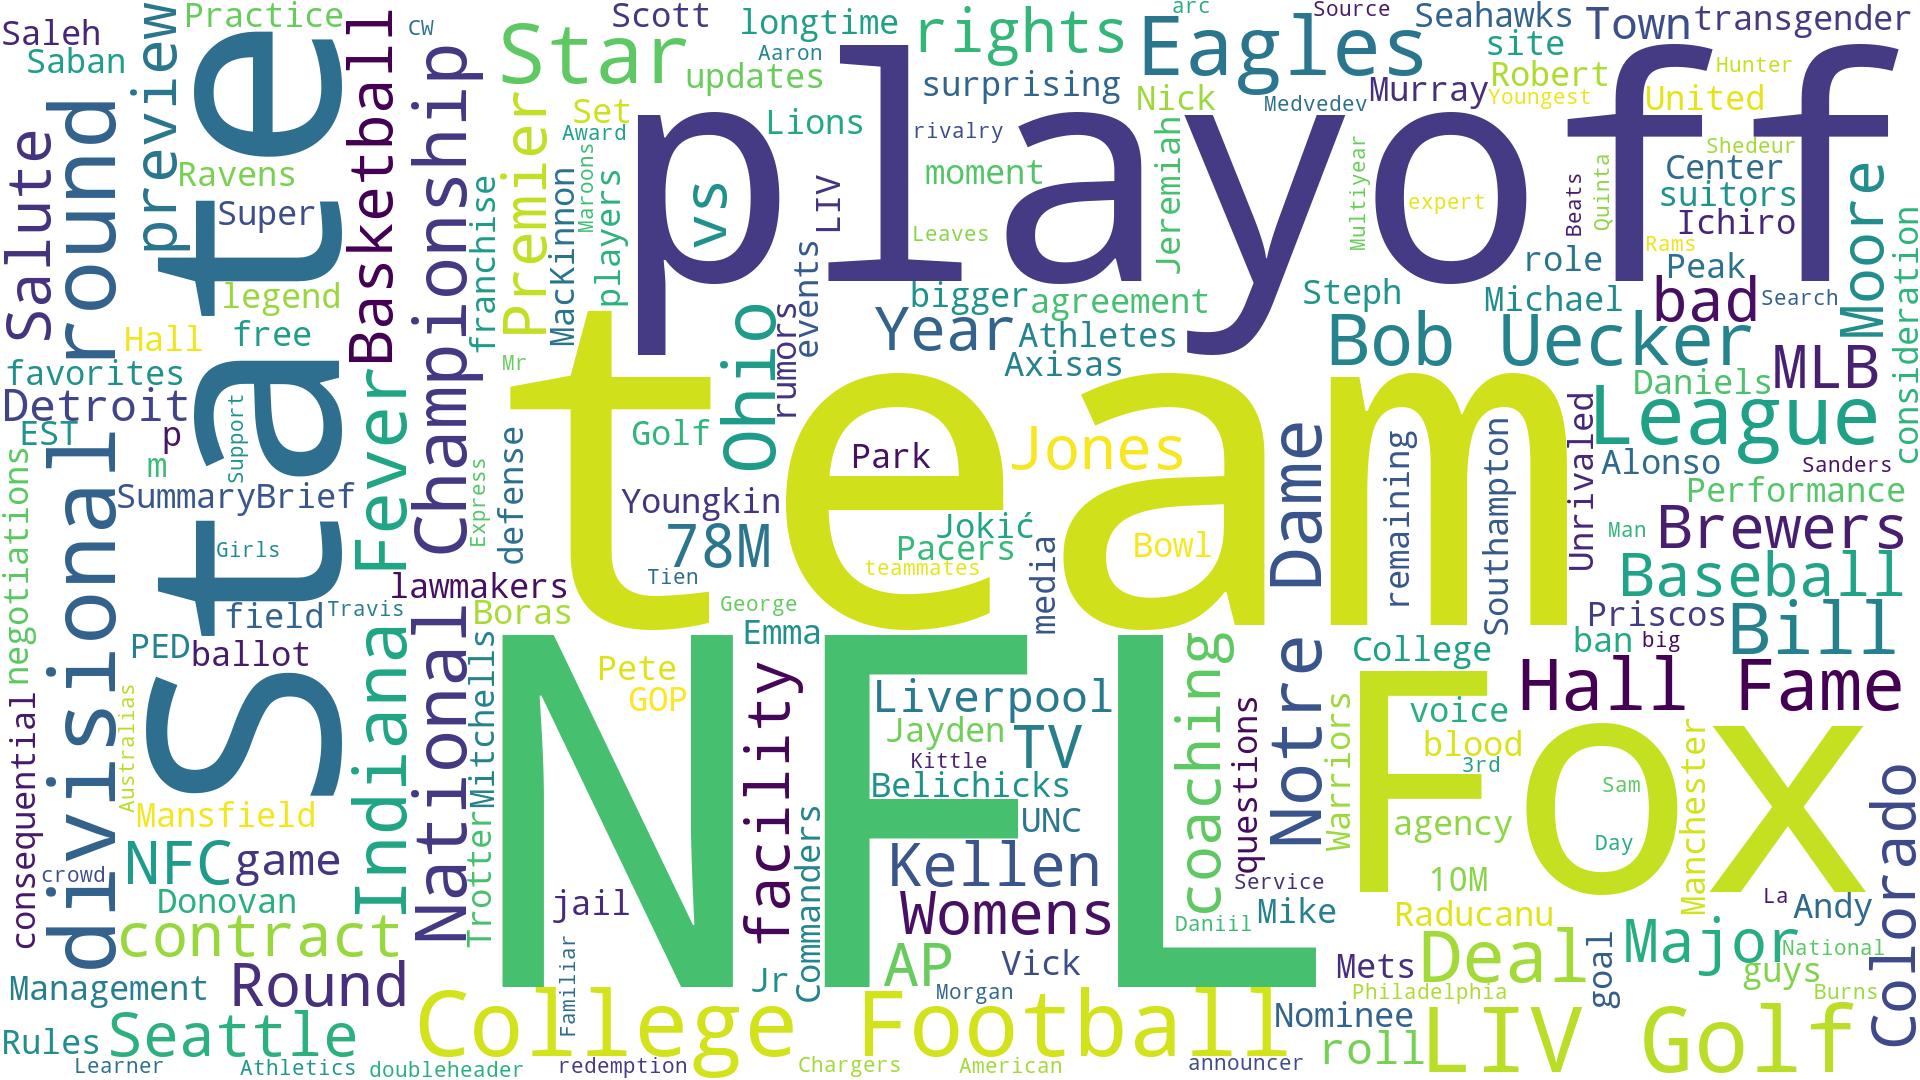 Saleh
Practice
CW
Scott
longtime
rights
arc
Source
Seahawks
Town
transgender
Saban
preview
Star
Aaron
updates
surprising
Eagles
Nick
Medvedev
Murray
site
Robert
Youngest
Hunter
United
Salute
divisional round
State
Basketball
Championship
Premier
Set
Award
Lions
playoff
rivalry
moment
Jeremiah
Multiyear
expert
Beats
Quinta
Shedeur
Center
suitors
Ichiro
Moore
Ravens
Super
franchise
MacKinnon
Maroons
players
vs
LIV
Leaves
Rams
Peak
role
consideration
legend
free
Hall
favorites
Detroit
EST
p
m
Support
Mr
events
rumors
Ohio
bigger
agreement
Year
Athletes
Axisas
Steph
Michael
bad
Search
Bob Uecker
MLB
Daniels
League
team
Golf
Park
Jones
Notre Dame
remaining
Southampton
Unrivaled
Alonso
Sanders
Performance
negotiations
SummaryBrief
Indiana Fever
Express
defense
Youngkin
78M
Jokić
Pacers
teammates
media
Bowl
Man
Brewers
Baseball
Girls
lawmakers
Tien
George
field
Travis
Boras
Emma
Priscos
Bill
PED
ballot
National
Mitchells
Pete
GOP
NFL
facility
Liverpool
coaching
College
ban
big
Hall Fame
consequential
Australias
Jayden
TV
Kittle
Belichicks
questions
Warriors
voice
blood
3rd
Fox
Sam
Manchester
Mansfield
Trotter
Commanders
UNC
agency
Day
Colorado
NFC
game
crowd
Donovan
jail
Kellen
Womens
Service
Daniil
Mike
10M
Raducanu
La
Andy
contract
Familiar
AP
Vick
Mets
Deal
goal
Major
National
guys
Management
Round
Jr
Morgan
Philadelphia
Burns
Rules
Seattle
College Football
Nominee
roll
LIV Golf
Learner
Athletics
doubleheader
redemption
Chargers
American
announcer